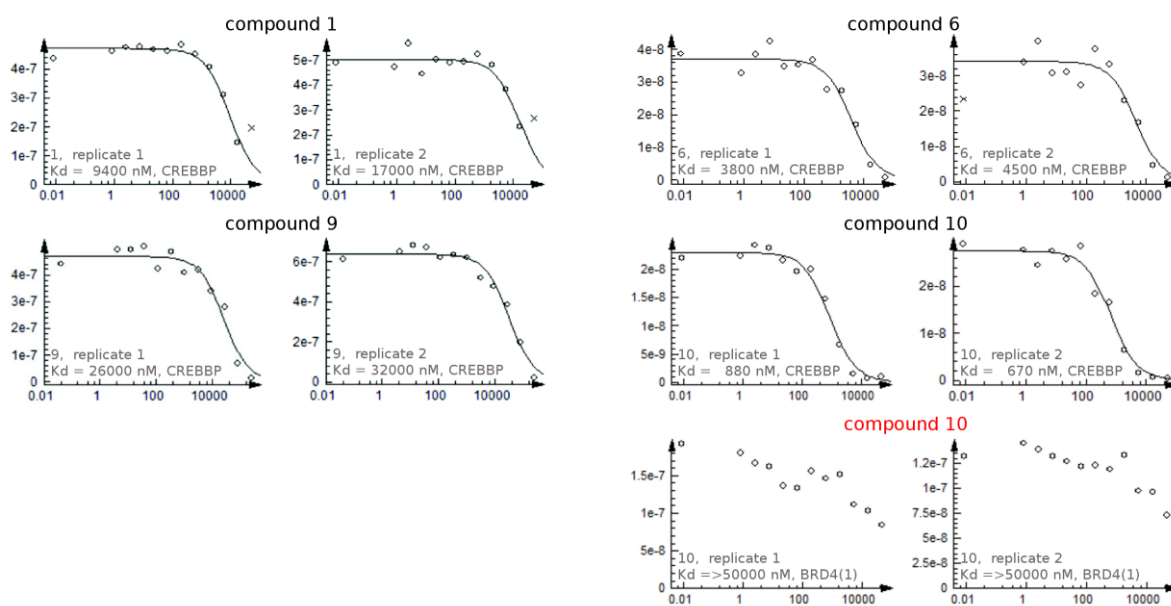 compound 1
compound 6
4e-7
3e-7
2e-7
1e-7
0
1, replicate 1
Kd = 9400 nM, CREBBP
0.01 1 100 10000
5e-7
4e-7
3e-7
2e-7
1e-7
0
1, replicate 2
Kd = 17000 nM, CREBBP
0.01 1 100 10000
4e-8
3e-8
2e-8
1e-8
0
6, replicate 1
Kd = 3800 nM, CREBBP
0.01 1 100 10000
3e-8
2e-8
1e-8
0
6, replicate 2
Kd = 4500 nM, CREBBP
0.01 1 100 10000
compound 9
compound 10
4e-7
3e-7
2e-7
1e-7
0
9, replicate 1
Kd = 26000 nM, CREBBP
0.01 1 100 10000
6e-7
4e-7
2e-7
0
9, replicate 2
Kd = 32000 nM, CREBBP
0.01 1 100 10000
2e-8
2e-8
1e-8
5e-9
0
10, replicate 1
Kd = 880 nM, CREBBP
0.01 1 100 10000
2e-8
1e-8
0
10, replicate 2
Kd = 670 nM, CREBBP
0.01 1 100 10000
compound 10
1.5e-7
1e-7
5e-8
0
10, replicate 1
Kd =>50000 nM, BRD4(1)
0.01 1 100 10000
1.2e-7
1e-7
7.5e-8
5e-8
2.5e-8
0
10, replicate 2
Kd =>50000 nM, BRD4(1)
0.01 1 100 10000